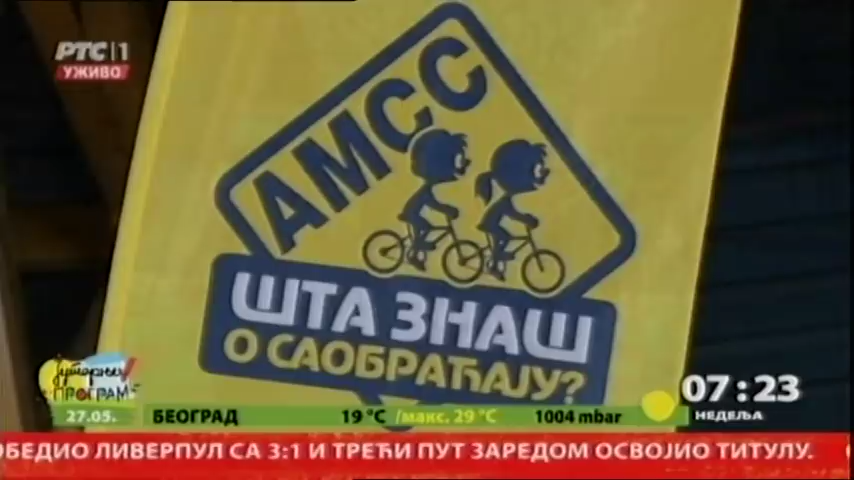 РТС|1
УЖИВО
АМСС
ШТА ЗНАШ
О САОБРАЋАЈУ?
Јутарњи
ПРОГРАМ
27.05.
БЕОГРАД 19 °C /макс. 29 °C 1004 mbar
07:23
НЕДЕЉА
ОБЕДИО ЛИВЕРПУЛ СА 3:1 И ТРЕЋИ ПУТ ЗАРЕДОМ ОСВОЈИО ТИТУЛУ.